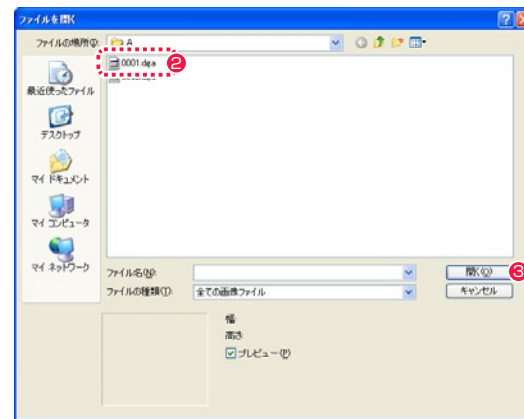 ファイルを開く
ファイルの場所(I):
A
0001.dga
2
最近使ったファイル
デスクトップ
マイ ドキュメント
マイ コンピュータ
マイ ネットワーク
ファイル名(N):
開く(O)
3
ファイルの種類(T):
全ての画像ファイル
キャンセル
幅
高さ
プレビュー(P)